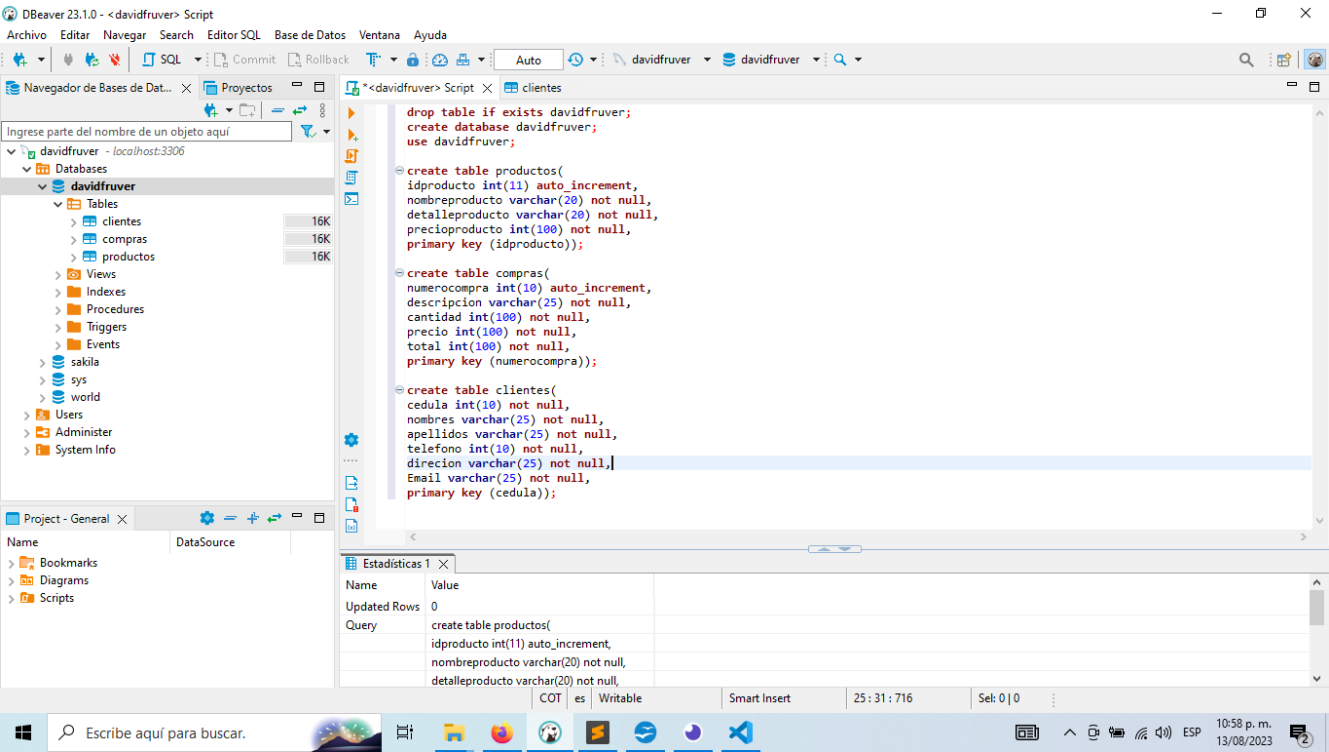 DBeaver 23.1.0 - <davidfruver> Script
Archivo Editar Navegar Search Editor SQL Base de Datos Ventana Ayuda
SQL Commit Rollback Auto davidfruver davidfruver
Navegador de Bases de Dat... Proyectos
Ingrese parte del nombre de un objeto aquí
davidfruver - localhost:3306
Databases
davidfruver
Tables
clientes 16K
compras 16K
productos 16K
Views
Indexes
Procedures
Triggers
Events
sakila
sys
world
Users
Administer
System Info
Project - General
Name DataSource
Bookmarks
Diagrams
Scripts
*<davidfruver> Script clientes
drop table if exists davidfruver;
create database davidfruver;
use davidfruver;
create table productos(
idproducto int(11) auto_increment,
nombreproducto varchar(20) not null,
detalleproducto varchar(20) not null,
precioproducto int(100) not null,
primary key (idproducto));
create table compras(
numerocompra int(10) auto_increment,
descripcion varchar(25) not null,
cantidad int(100) not null,
precio int(100) not null,
total int(100) not null,
primary key (numerocompra));
create table clientes(
cedula int(10) not null,
nombres varchar(25) not null,
apellidos varchar(25) not null,
telefono int(10) not null,
direcion varchar(25) not null,
Email varchar(25) not null,
primary key (cedula));
Estadísticas 1
Name Value
Updated Rows 0
Query create table productos(
idproducto int(11) auto_increment,
nombreproducto varchar(20) not null,
detalleproducto varchar(20) not null,
COT es Writable Smart Insert 25 : 31 : 716 Sel: 0 | 0
Escribe aquí para buscar.
ESP
10:58 p. m.
13/08/2023
2